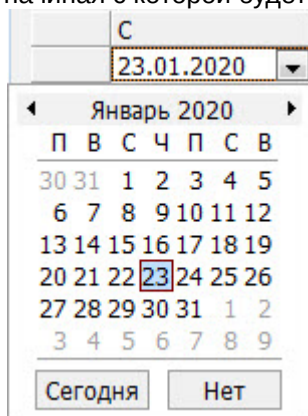 начиная с которой будет
С
23.01.2020
Январь 2020
П В С Ч П С В
30 31 1 2 3 4 5
6 7 8 9 10 11 12
13 14 15 16 17 18 19
20 21 22 23 24 25 26
27 28 29 30 31 1 2
3 4 5 6 7 8 9
Сегодня Нет